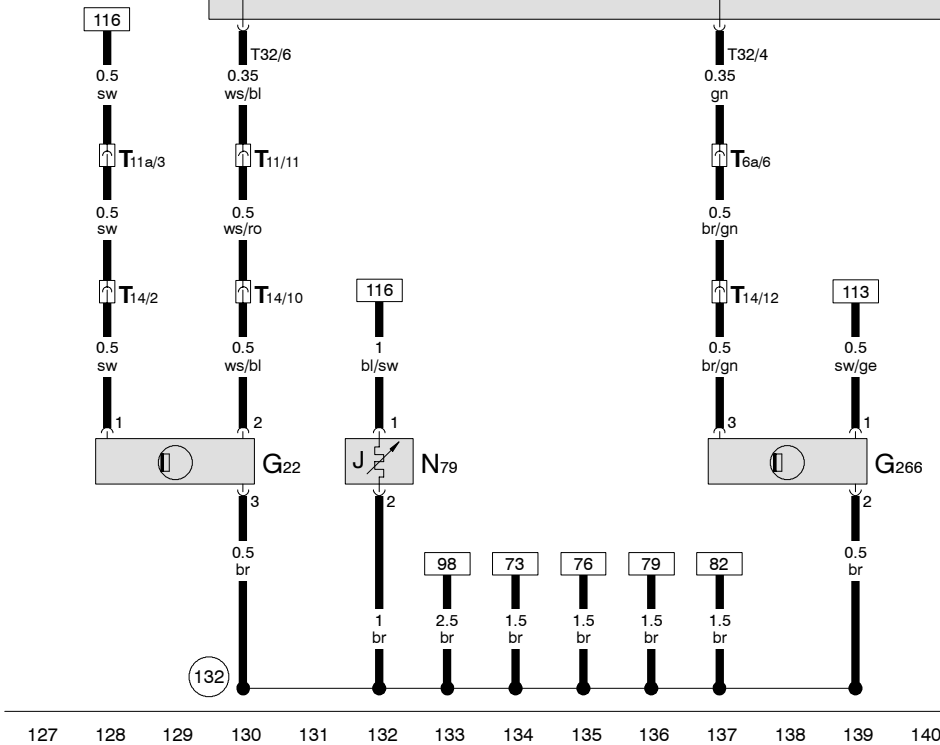 116
T32/6
T32/4
0.5
0.35
0.35
sw
ws/bl
gn
T11a/3
T11/11
T6a/6
0.5
0.5
0.5
sw
ws/ro
br/gn
T14/2
T14/10
116
T14/12
113
0.5
0.5
1
0.5
0.5
sw
ws/bl
bl/sw
br/gn
sw/ge
1
2
1
3
1
G22
J
N79
G266
3
2
2
0.5
br
98
73
76
79
82
0.5
br
1
2.5
1.5
1.5
1.5
1.5
br
br
br
br
br
br
132
127 128 129 130 131 132 133 134 135 136 137 138 139 140